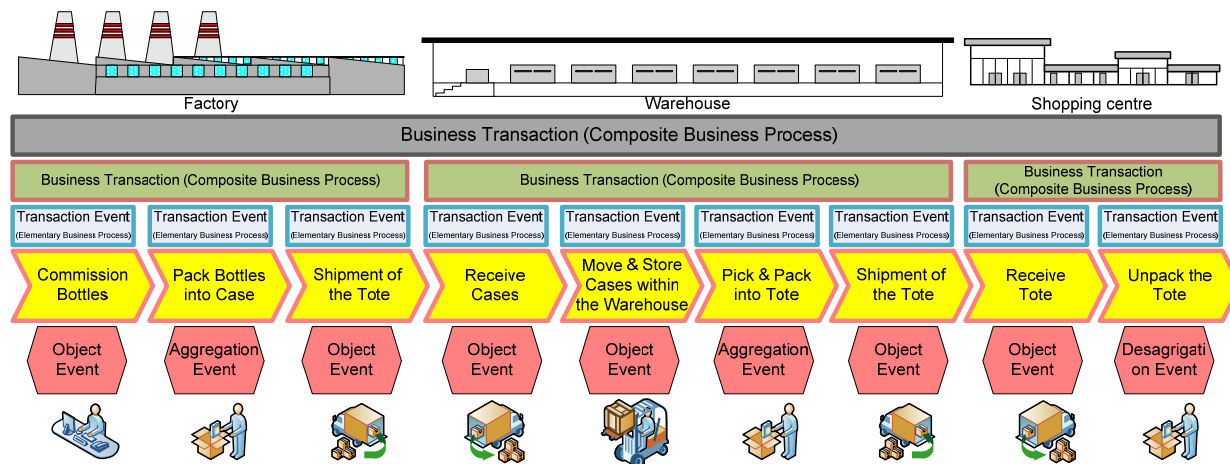 Factory
Warehouse
Shopping centre
Business Transaction (Composite Business Process)
Business Transaction (Composite Business Process)
Business Transaction (Composite Business Process)
Business Transaction
(Composite Business Process)
Transaction Event
(Elementary Business Process)
Transaction Event
(Elementary Business Process)
Transaction Event
(Elementary Business Process)
Transaction Event
(Elementary Business Process)
Transaction Event
(Elementary Business Process)
Transaction Event
(Elementary Business Process)
Transaction Event
(Elementary Business Process)
Transaction Event
(Elementary Business Process)
Transaction Event
(Elementary Business Process)
Commission
Bottles
Pack Bottles
into Case
Shipment of
the Tote
Receive
Cases
Move & Store
Cases within
the Warehouse
Pick & Pack
into Tote
Shipment of
the Tote
Receive
Tote
Unpack the
Tote
Object
Event
Aggregation
Event
Object
Event
Object
Event
Object
Event
Aggregation
Event
Object
Event
Object
Event
Desagrigati
on Event